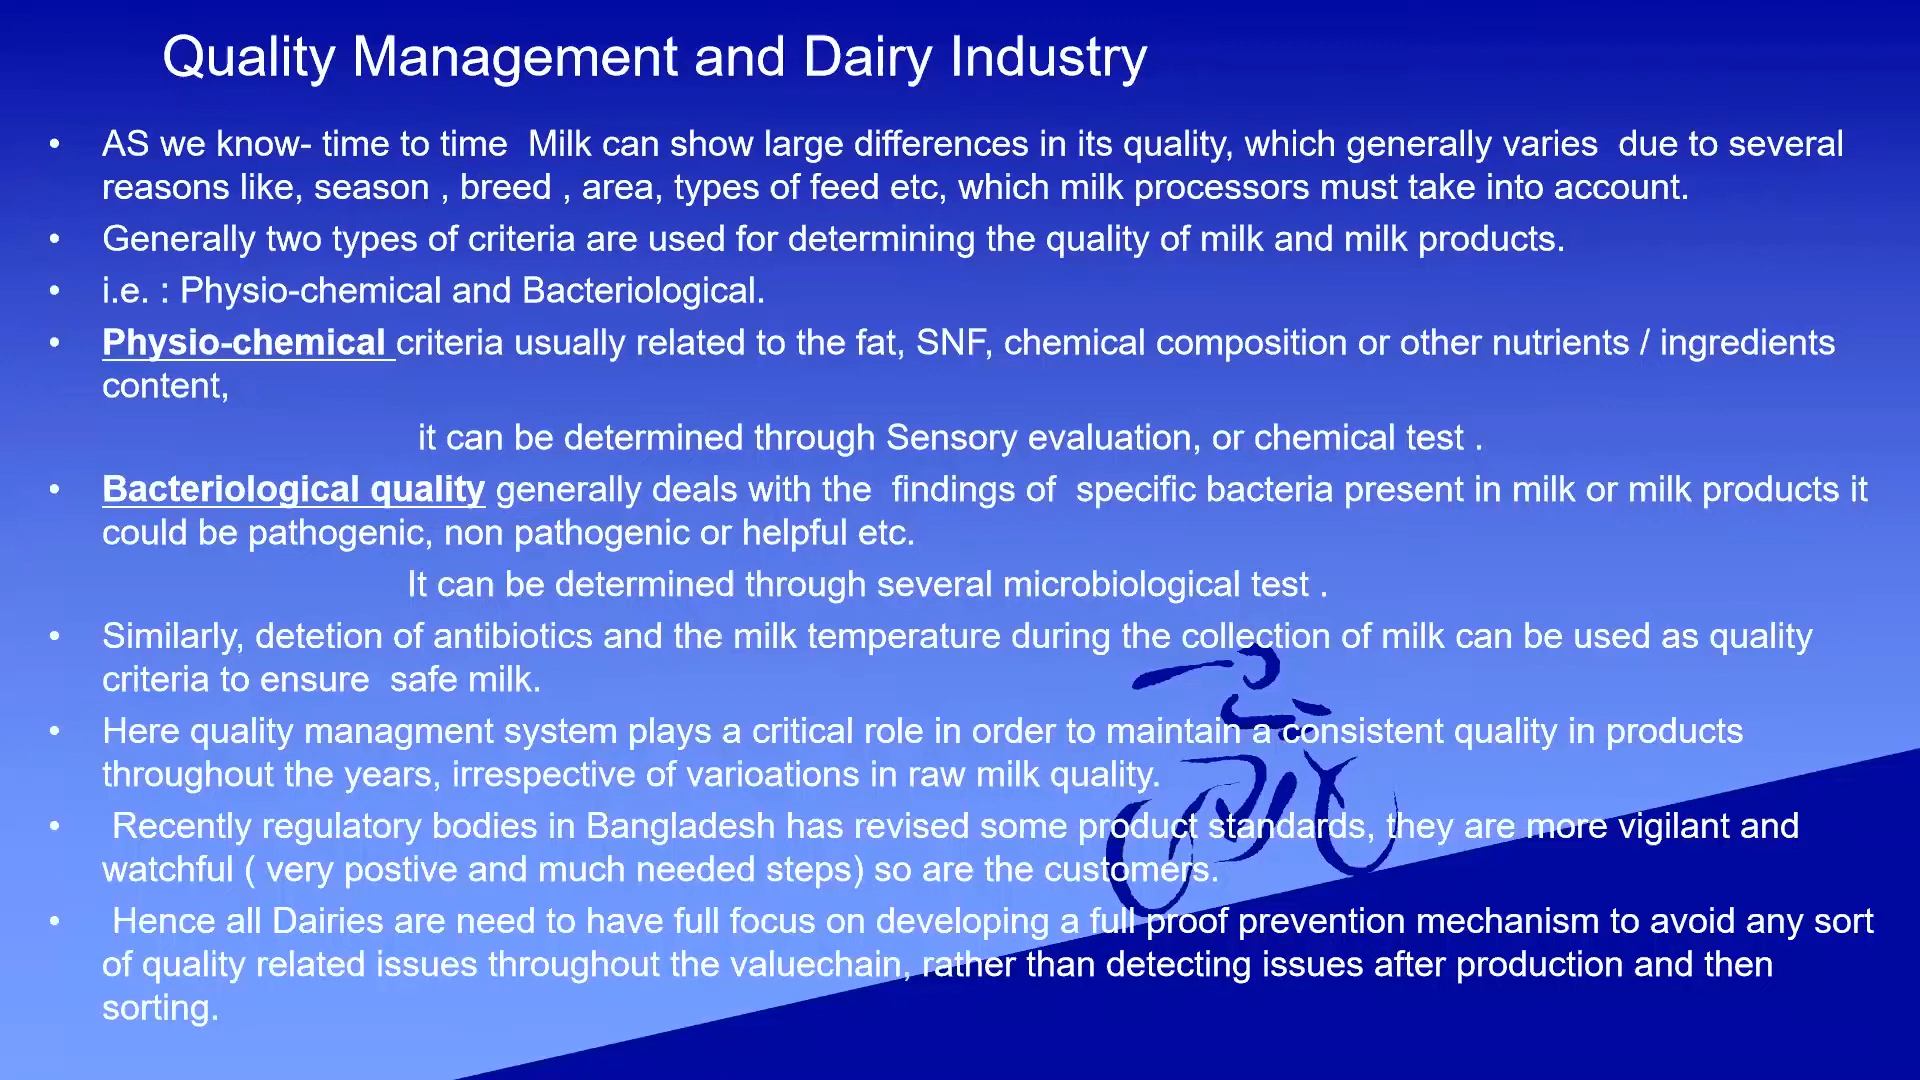 Quality Management and Dairy Industry
• AS we know- time to time  Milk can show large differences in its quality, which generally varies  due to several
reasons like, season , breed , area, types of feed etc, which milk processors must take into account.
• Generally two types of criteria are used for determining the quality of milk and milk products.
• i.e. : Physio-chemical and Bacteriological.
• Physio-chemical criteria usually related to the fat, SNF, chemical composition or other nutrients / ingredients
content,
it can be determined through Sensory evaluation, or chemical test .
• Bacteriological quality generally deals with the  findings of  specific bacteria present in milk or milk products it
could be pathogenic, non pathogenic or helpful etc.
It can be determined through several microbiological test .
• Similarly, detetion of antibiotics and the milk temperature during the collection of milk can be used as quality
criteria to ensure  safe milk.
• Here quality managment system plays a critical role in order to maintain a consistent quality in products
throughout the years, irrespective of varioations in raw milk quality.
• Recently regulatory bodies in Bangladesh has revised some product standards, they are more vigilant and
watchful ( very postive and much needed steps) so are the customers.
• Hence all Dairies are need to have full focus on developing a full proof prevention mechanism to avoid any sort
of quality related issues throughout the valuechain, rather than detecting issues after production and then
sorting.